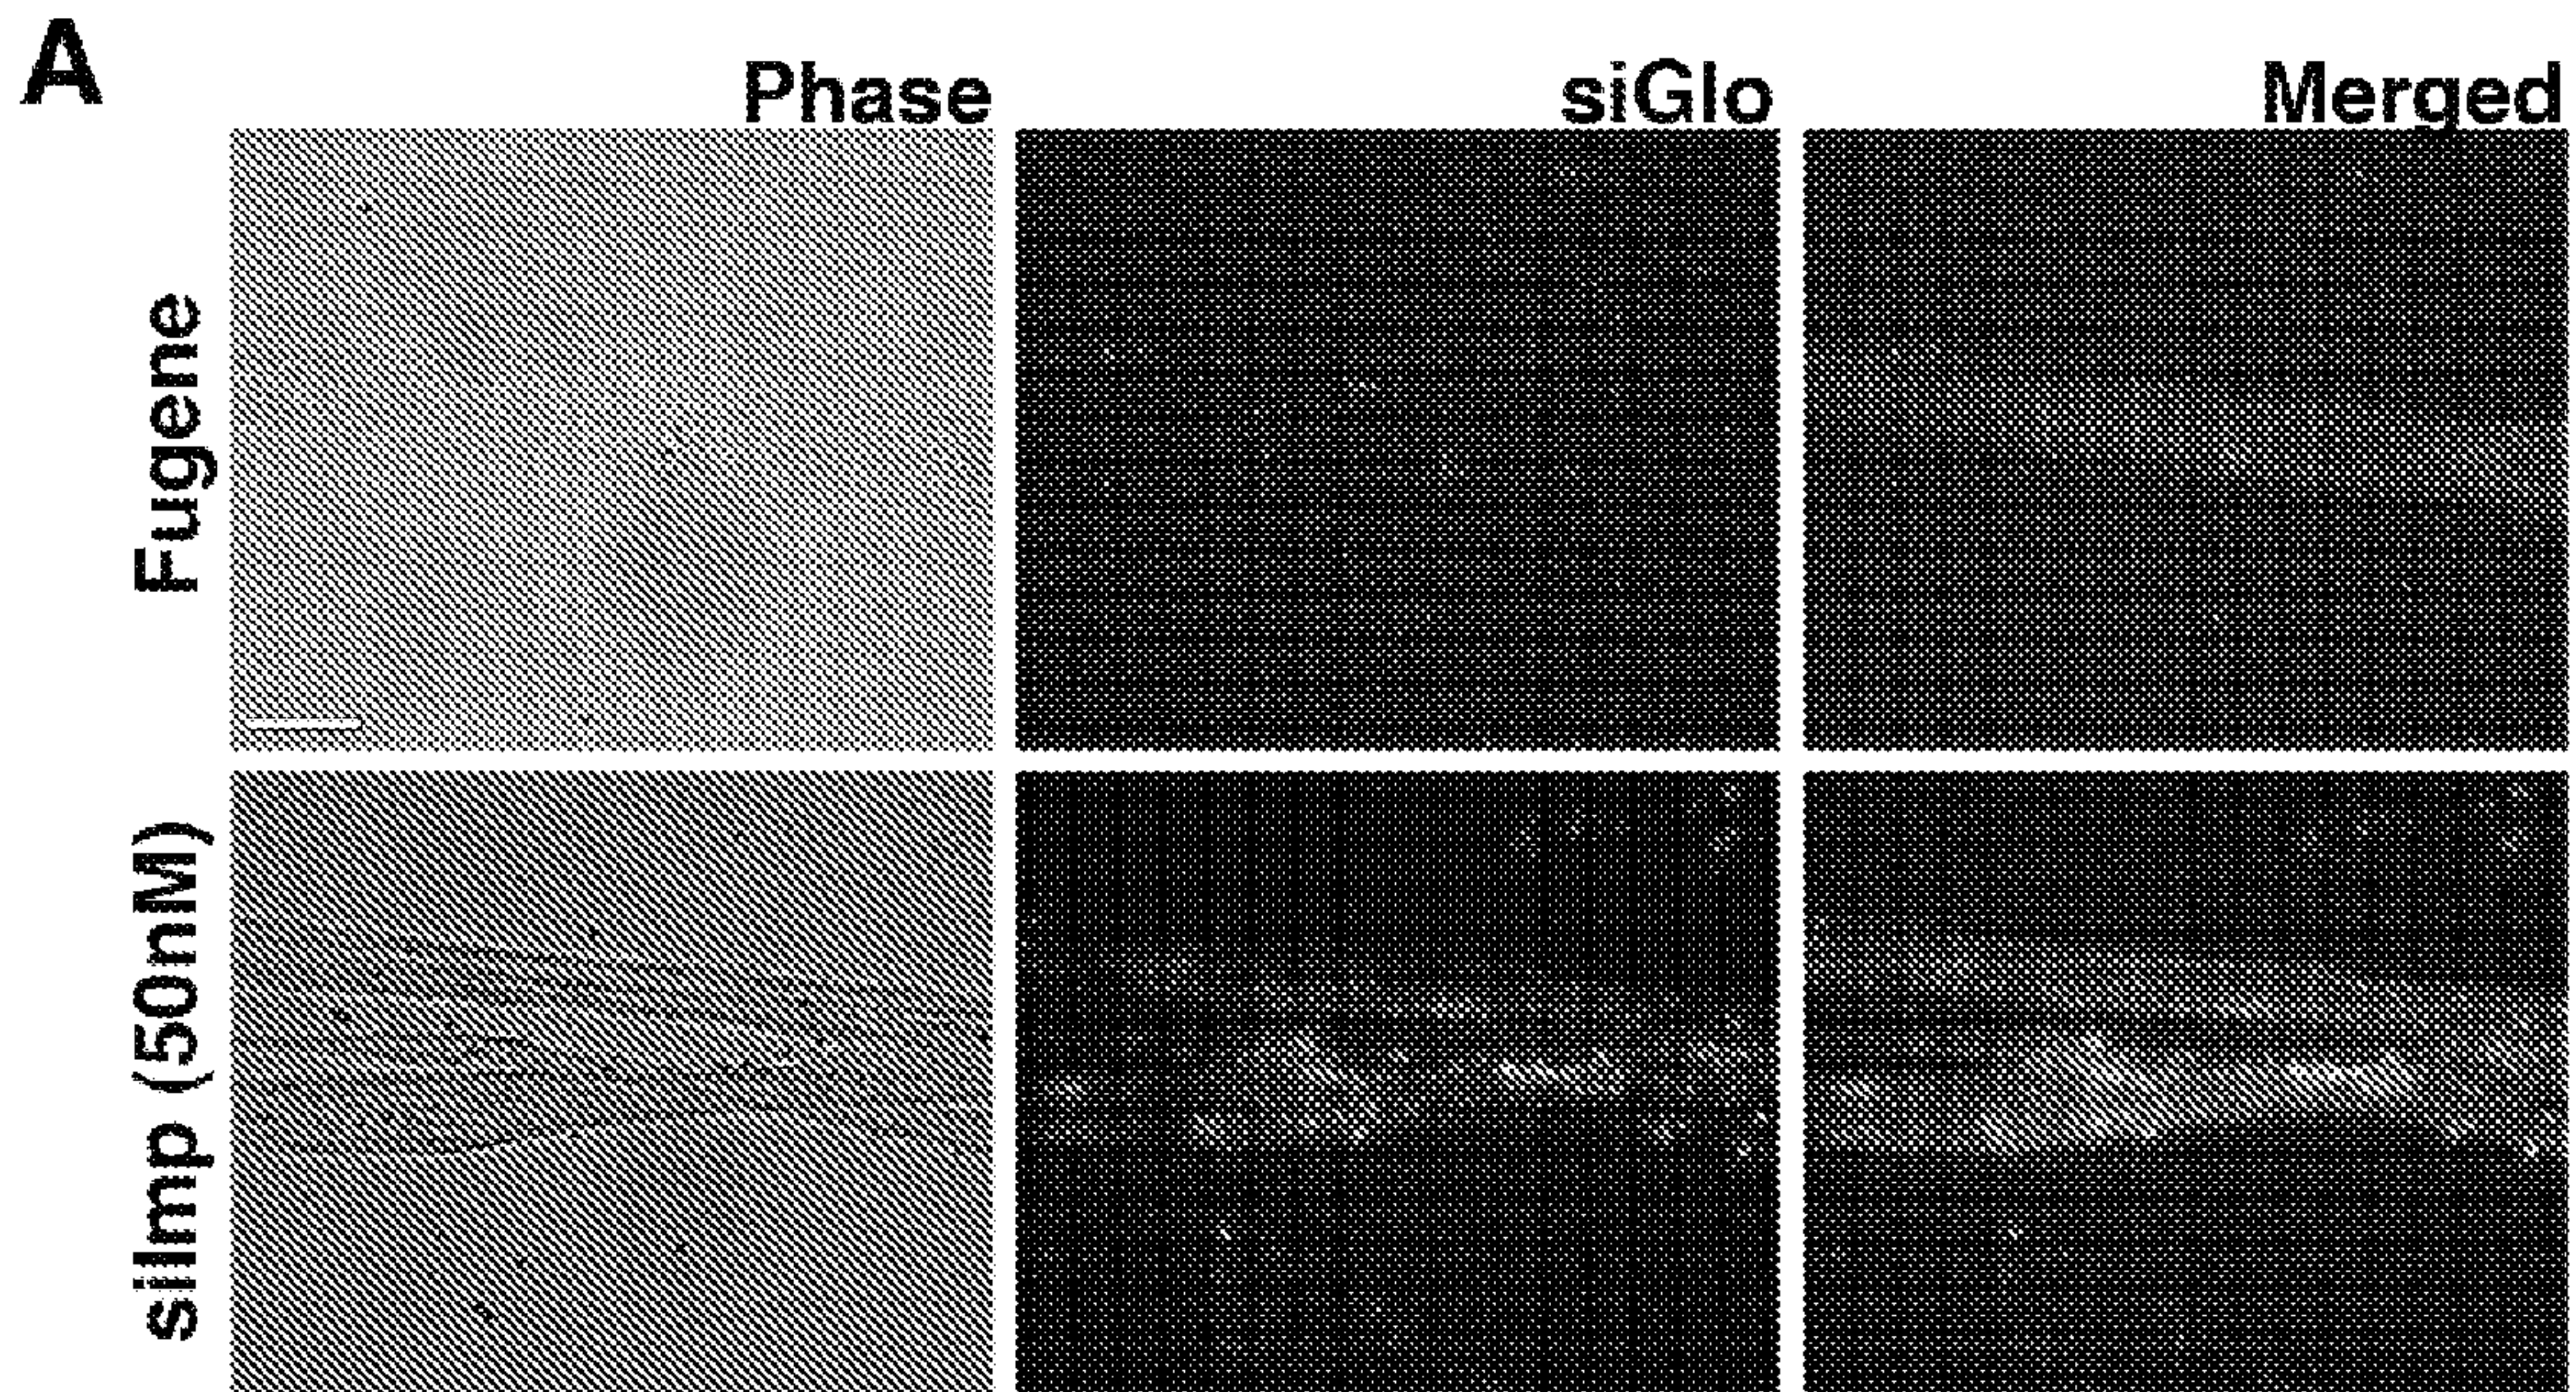 A
Phase
siGlo
Merged
Fugene
siImp (50nM)